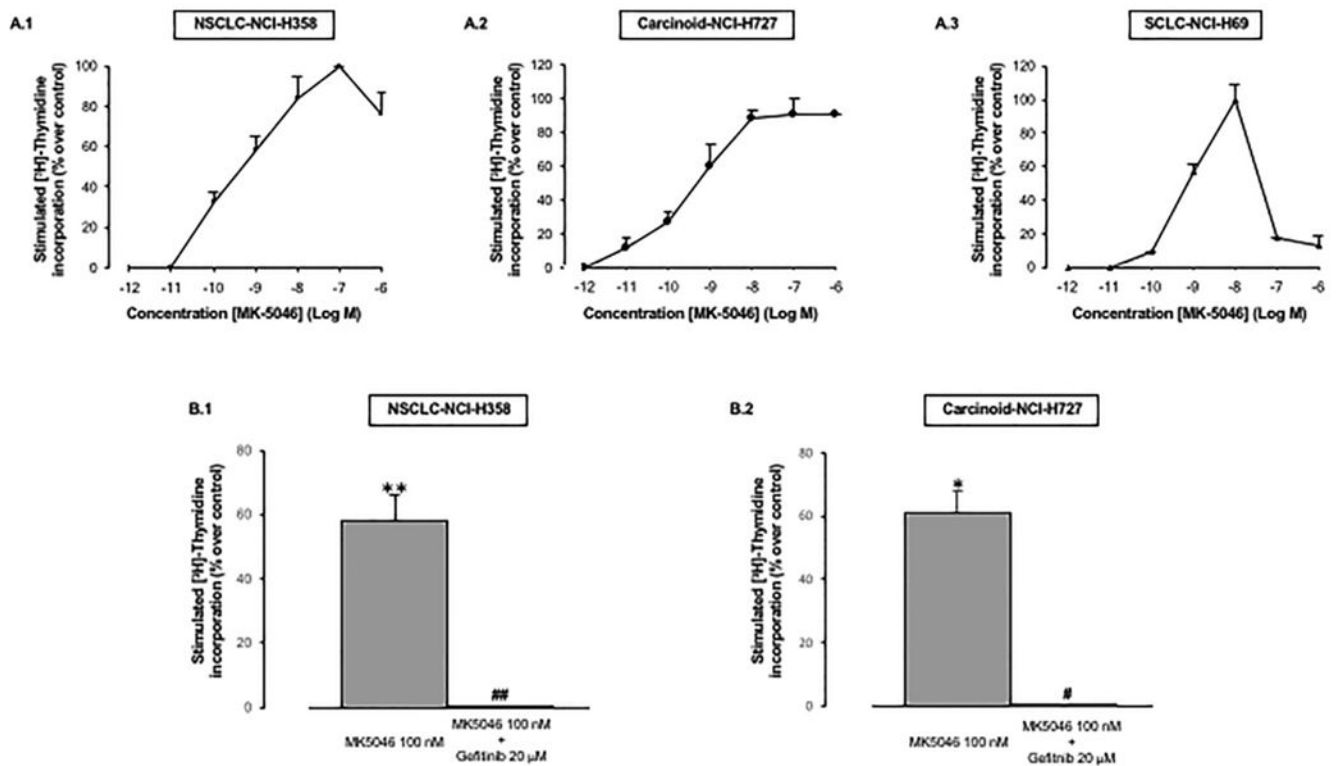 A.1
NSCLC-NCI-H358
Stimulated [³H]-Thymidine
incorporation (% over control)
100
80
60
40
20
0
-12 -11 -10 -9 -8 -7 -6
Concentration [MK-5046] (Log M)
A.2
Carcinoid-NCI-H727
Stimulated [³H]-Thymidine
incorporation (% over control)
120
100
80
60
40
20
0
-12 -11 -10 -9 -8 -7 -6
Concentration [MK-5046] (Log M)
A.3
SCLC-NCI-H69
Stimulated [³H]-Thymidine
incorporation (% over control)
120
100
80
60
40
20
0
-12 -11 -10 -9 -8 -7 -6
Concentration [MK-5046] (Log M)
B.1
NSCLC-NCI-H358
Stimulated [³H]-Thymidine
incorporation (% over control)
80
60
40
20
0
**
##
MK5046 100 nM
MK5046 100 nM
+
Gefitinib 20 µM
B.2
Carcinoid-NCI-H727
Stimulated [³H]-Thymidine
incorporation (% over control)
80
60
40
20
0
*
#
MK5046 100 nM
MK5046 100 nM
+
Gefitnib 20 µM